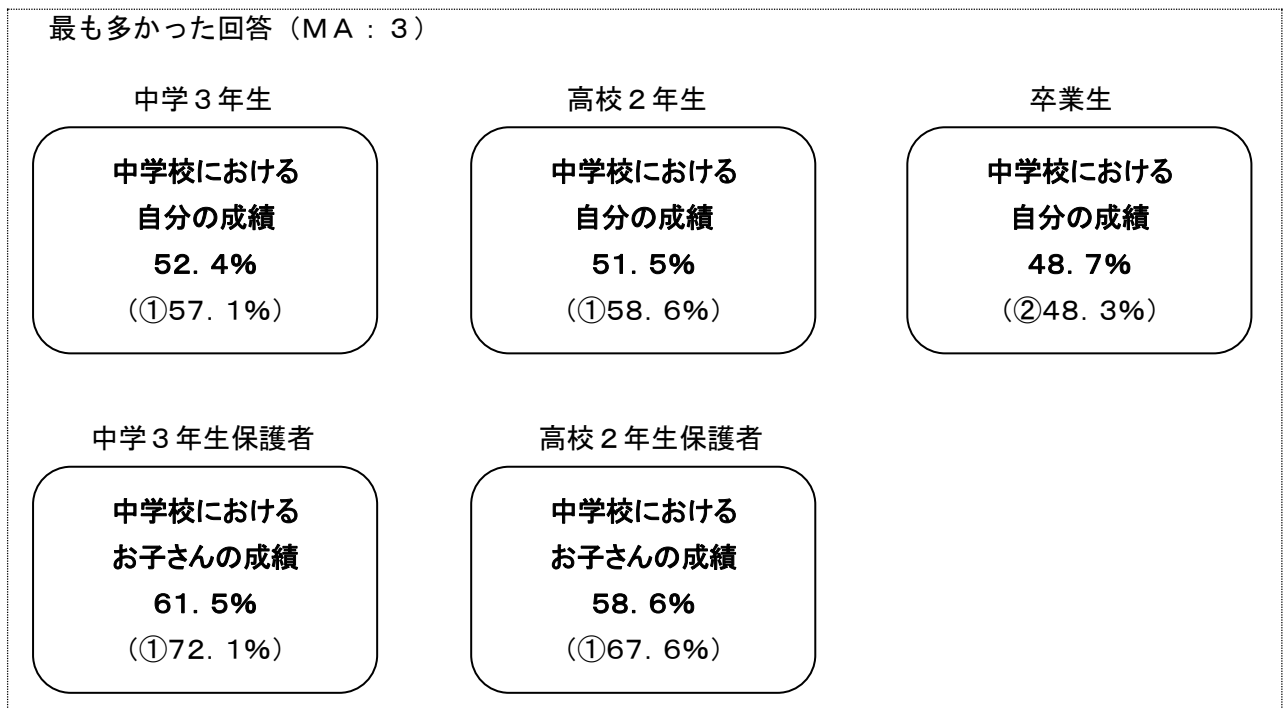 最も多かった回答（ＭＡ：３）
中学３年生
高校２年生
卒業生
中学校における
自分の成績
５２．４％
（①５７．１％）
中学校における
自分の成績
５１．５％
（①５８．６％）
中学校における
自分の成績
４８．７％
（②４８．３％）
中学３年生保護者
高校２年生保護者
中学校における
お子さんの成績
６１．５％
（①７２．１％）
中学校における
お子さんの成績
５８．６％
（①６７．６％）